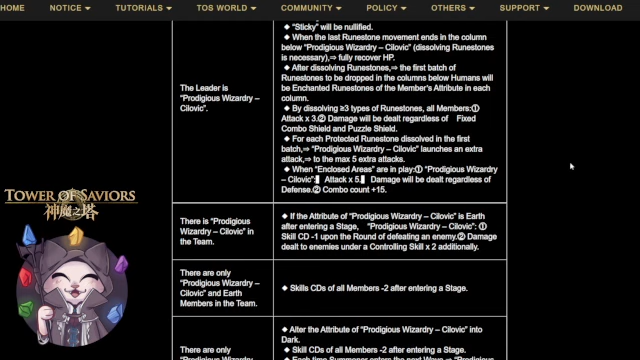 HOME NOTICE TUTORIALS TOS WORLD COMMUNITY POLICY OTHERS SUPPORT DOWNLOAD
“Sticky” will be nullified.
◆ When the last Runestone movement ends in the column
below “Prodigious Wizardry – Cilovic” (dissolving Runestones
is necessary),⇒ fully recover HP.
◆ After dissolving Runestones,⇒ the first batch of
Runestones to be dropped in the columns below Humans will
be Enchanted Runestones of the Member’s Attribute in each
column.
The Leader is
“Prodigious Wizardry –
Cilovic”.
◆ By dissolving ≥3 types of Runestones, all Members:①
Attack x 3.② Damage will be dealt regardless of Fixed
Combo Shield and Puzzle Shield.
◆ For each Protected Runestone dissolved in the first
batch,⇒ “Prodigious Wizardry – Cilovic” launches an extra
attack,⇒ to the max 5 extra attacks.
◆ When “Enclosed Areas” are in play:① “Prodigious Wizardry
– Cilovic”: Attack x 5. Damage will be dealt regardless of
Defense.② Combo count +15.
TOWER OF SAVIORS
神魔之塔
There is “Prodigious
Wizardry – Cilovic” in
the Team.
◆ If the Attribute of “Prodigious Wizardry – Cilovic” is Earth
after entering a Stage, “Prodigious Wizardry – Cilovic”: ①
Skill CD -1 upon the Round of defeating an enemy.② Damage
dealt to enemies under a Controlling Skill x 2 additionally.
There are only
“Prodigious Wizardry –
Cilovic” and Earth
Members in the Team.
◆ Skills CDs of all Members -2 after entering a Stage.
There are only
“Prodigious Wizardry
◆ Alter the Attribute of “Prodigious Wizardry – Cilovic” into
Dark.
◆ Skill CDs of all Members -2 after entering a Stage.
◆ Each time Summoner enters the next Wave ⇒ “Prodigious